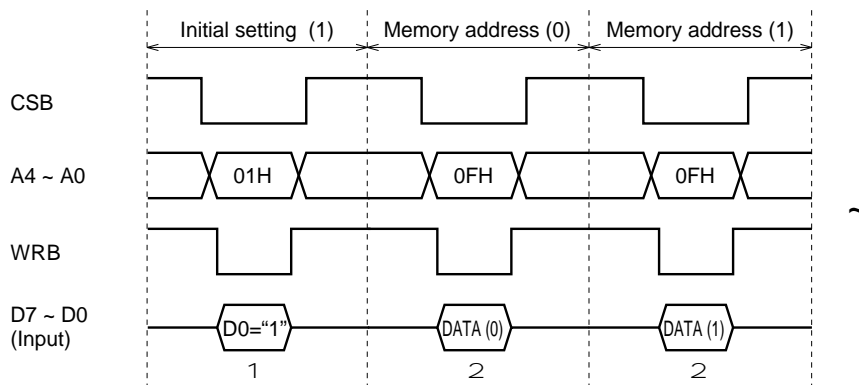 Initial setting (1) Memory address (0) Memory address (1)
CSB
A4 ~ A0 01H 0FH 0FH
~
WRB
D7 ~ D0
(Input) D0="1" DATA (0) DATA (1)
1 2 2